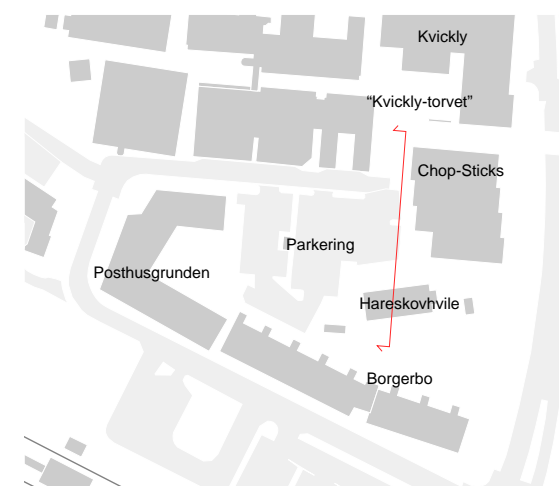 Kvickly
“Kvickly-torvet”
Chop-Sticks
Parkering
Posthusgrunden
Hareskovhvile
Borgerbo